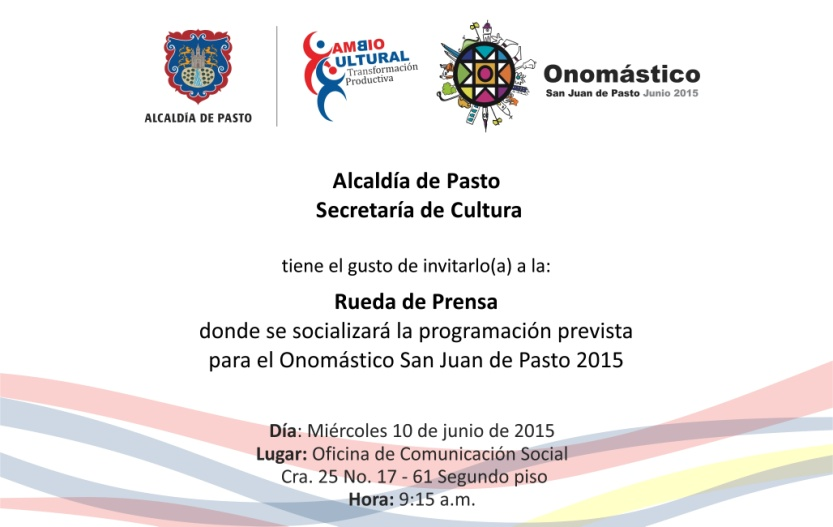 ALCALDÍA DE PASTO
CAMBIO
CULTURAL
Transformación
Productiva
Onomástico
San Juan de Pasto Junio 2015
Alcaldía de Pasto
Secretaría de Cultura
tiene el gusto de invitarlo(a) a la:
Rueda de Prensa
donde se socializará la programación prevista
para el Onomástico San Juan de Pasto 2015
Día: Miércoles 10 de junio de 2015
Lugar: Oficina de Comunicación Social
Cra. 25 No. 17 - 61 Segundo piso
Hora: 9:15 a.m.